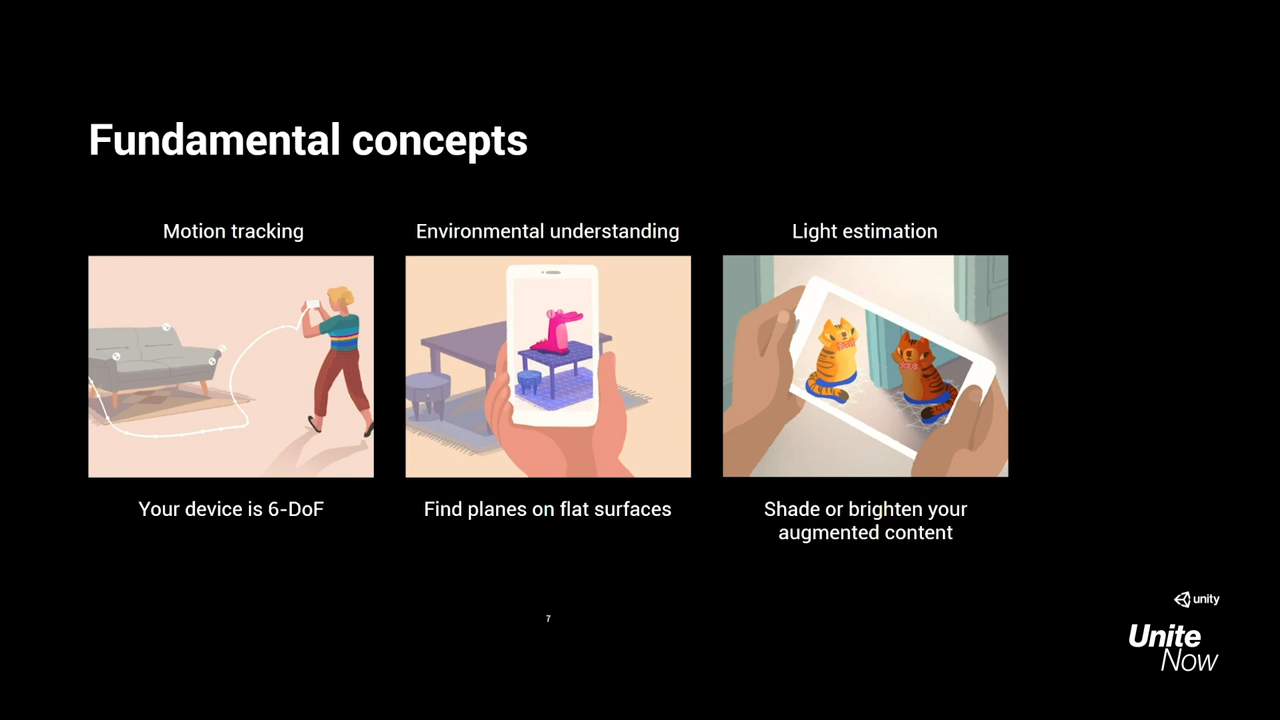 Fundamental concepts
Motion tracking
Environmental understanding
Light estimation
Your device is 6-DoF
Find planes on flat surfaces
Shade or brighten your
augmented content
7
unity
Unite
Now